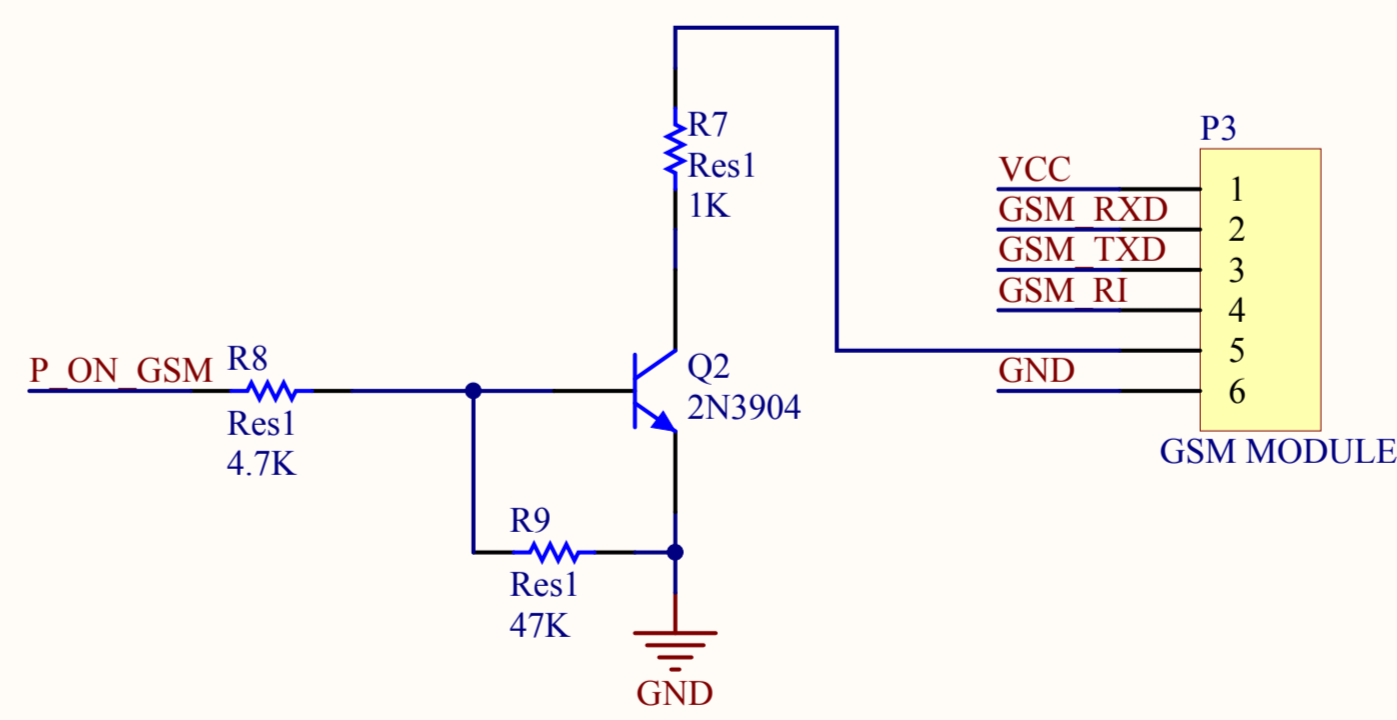 R7
Res1
1K
P3
VCC
1
GSM_RXD
2
GSM_TXD
3
GSM_RI
4
5
GND
6
GSM MODULE
P_ON_GSM
R8
Res1
4.7K
Q2
2N3904
R9
Res1
47K
GND